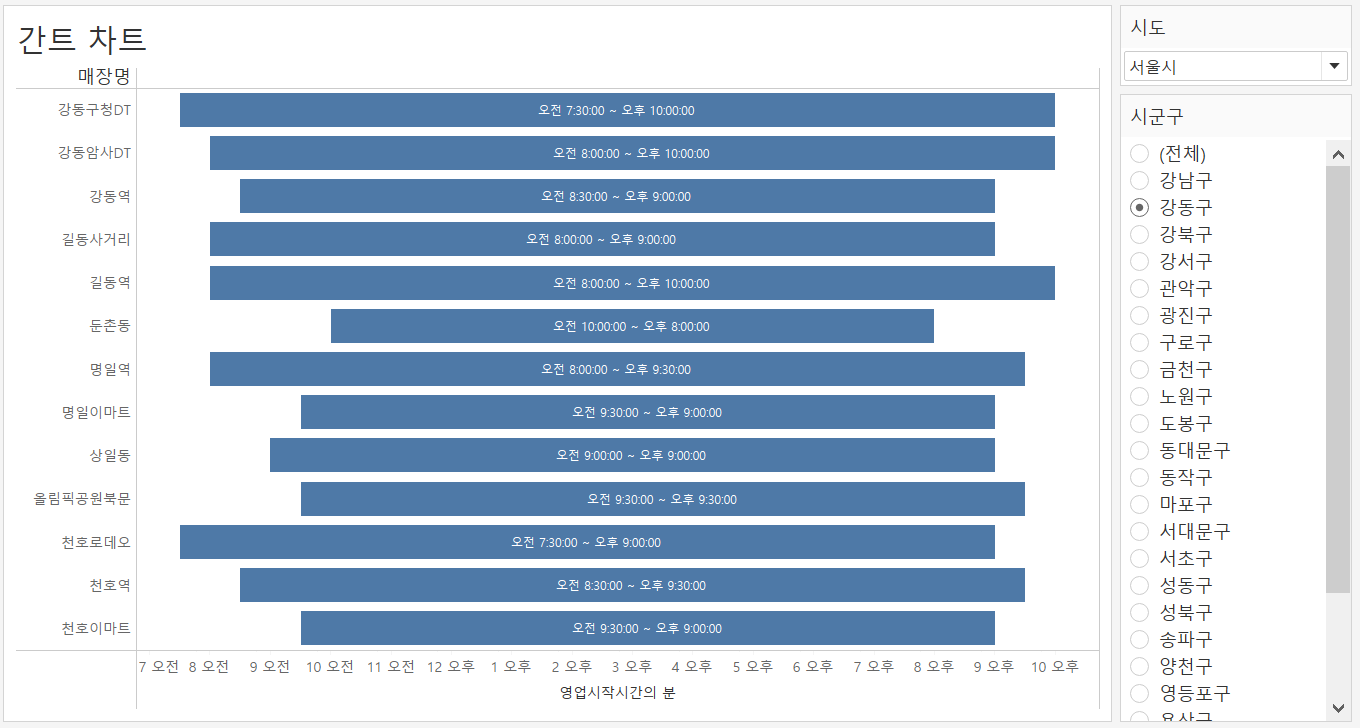 간트 차트
매장명
강동구청DT 오전 7:30:00 ~ 오후 10:00:00
강동암사DT 오전 8:00:00 ~ 오후 10:00:00
강동역 오전 8:30:00 ~ 오후 9:00:00
길동사거리 오전 8:00:00 ~ 오후 9:00:00
길동역 오전 8:00:00 ~ 오후 10:00:00
둔촌동 오전 10:00:00 ~ 오후 8:00:00
명일역 오전 8:00:00 ~ 오후 9:30:00
명일이마트 오전 9:30:00 ~ 오후 9:00:00
상일동 오전 9:00:00 ~ 오후 9:00:00
올림픽공원북문 오전 9:30:00 ~ 오후 9:30:00
천호로데오 오전 7:30:00 ~ 오후 9:00:00
천호역 오전 8:30:00 ~ 오후 9:30:00
천호이마트 오전 9:30:00 ~ 오후 9:00:00
7 오전 8 오전 9 오전 10 오전 11 오전 12 오후 1 오후 2 오후 3 오후 4 오후 5 오후 6 오후 7 오후 8 오후 9 오후 10 오후
영업시작시간의 분
시도
서울시
시군구
(전체)
강남구
강동구
강북구
강서구
관악구
광진구
구로구
금천구
노원구
도봉구
동대문구
동작구
마포구
서대문구
서초구
성동구
성북구
송파구
양천구
영등포구
용산구